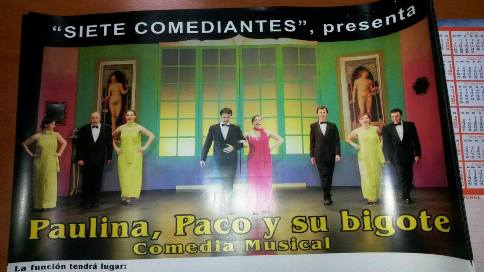 "SIETE COMEDIANTES", presenta
Paulina, Paco y su bigote
Comedia Musical
La función tendrá lugar: